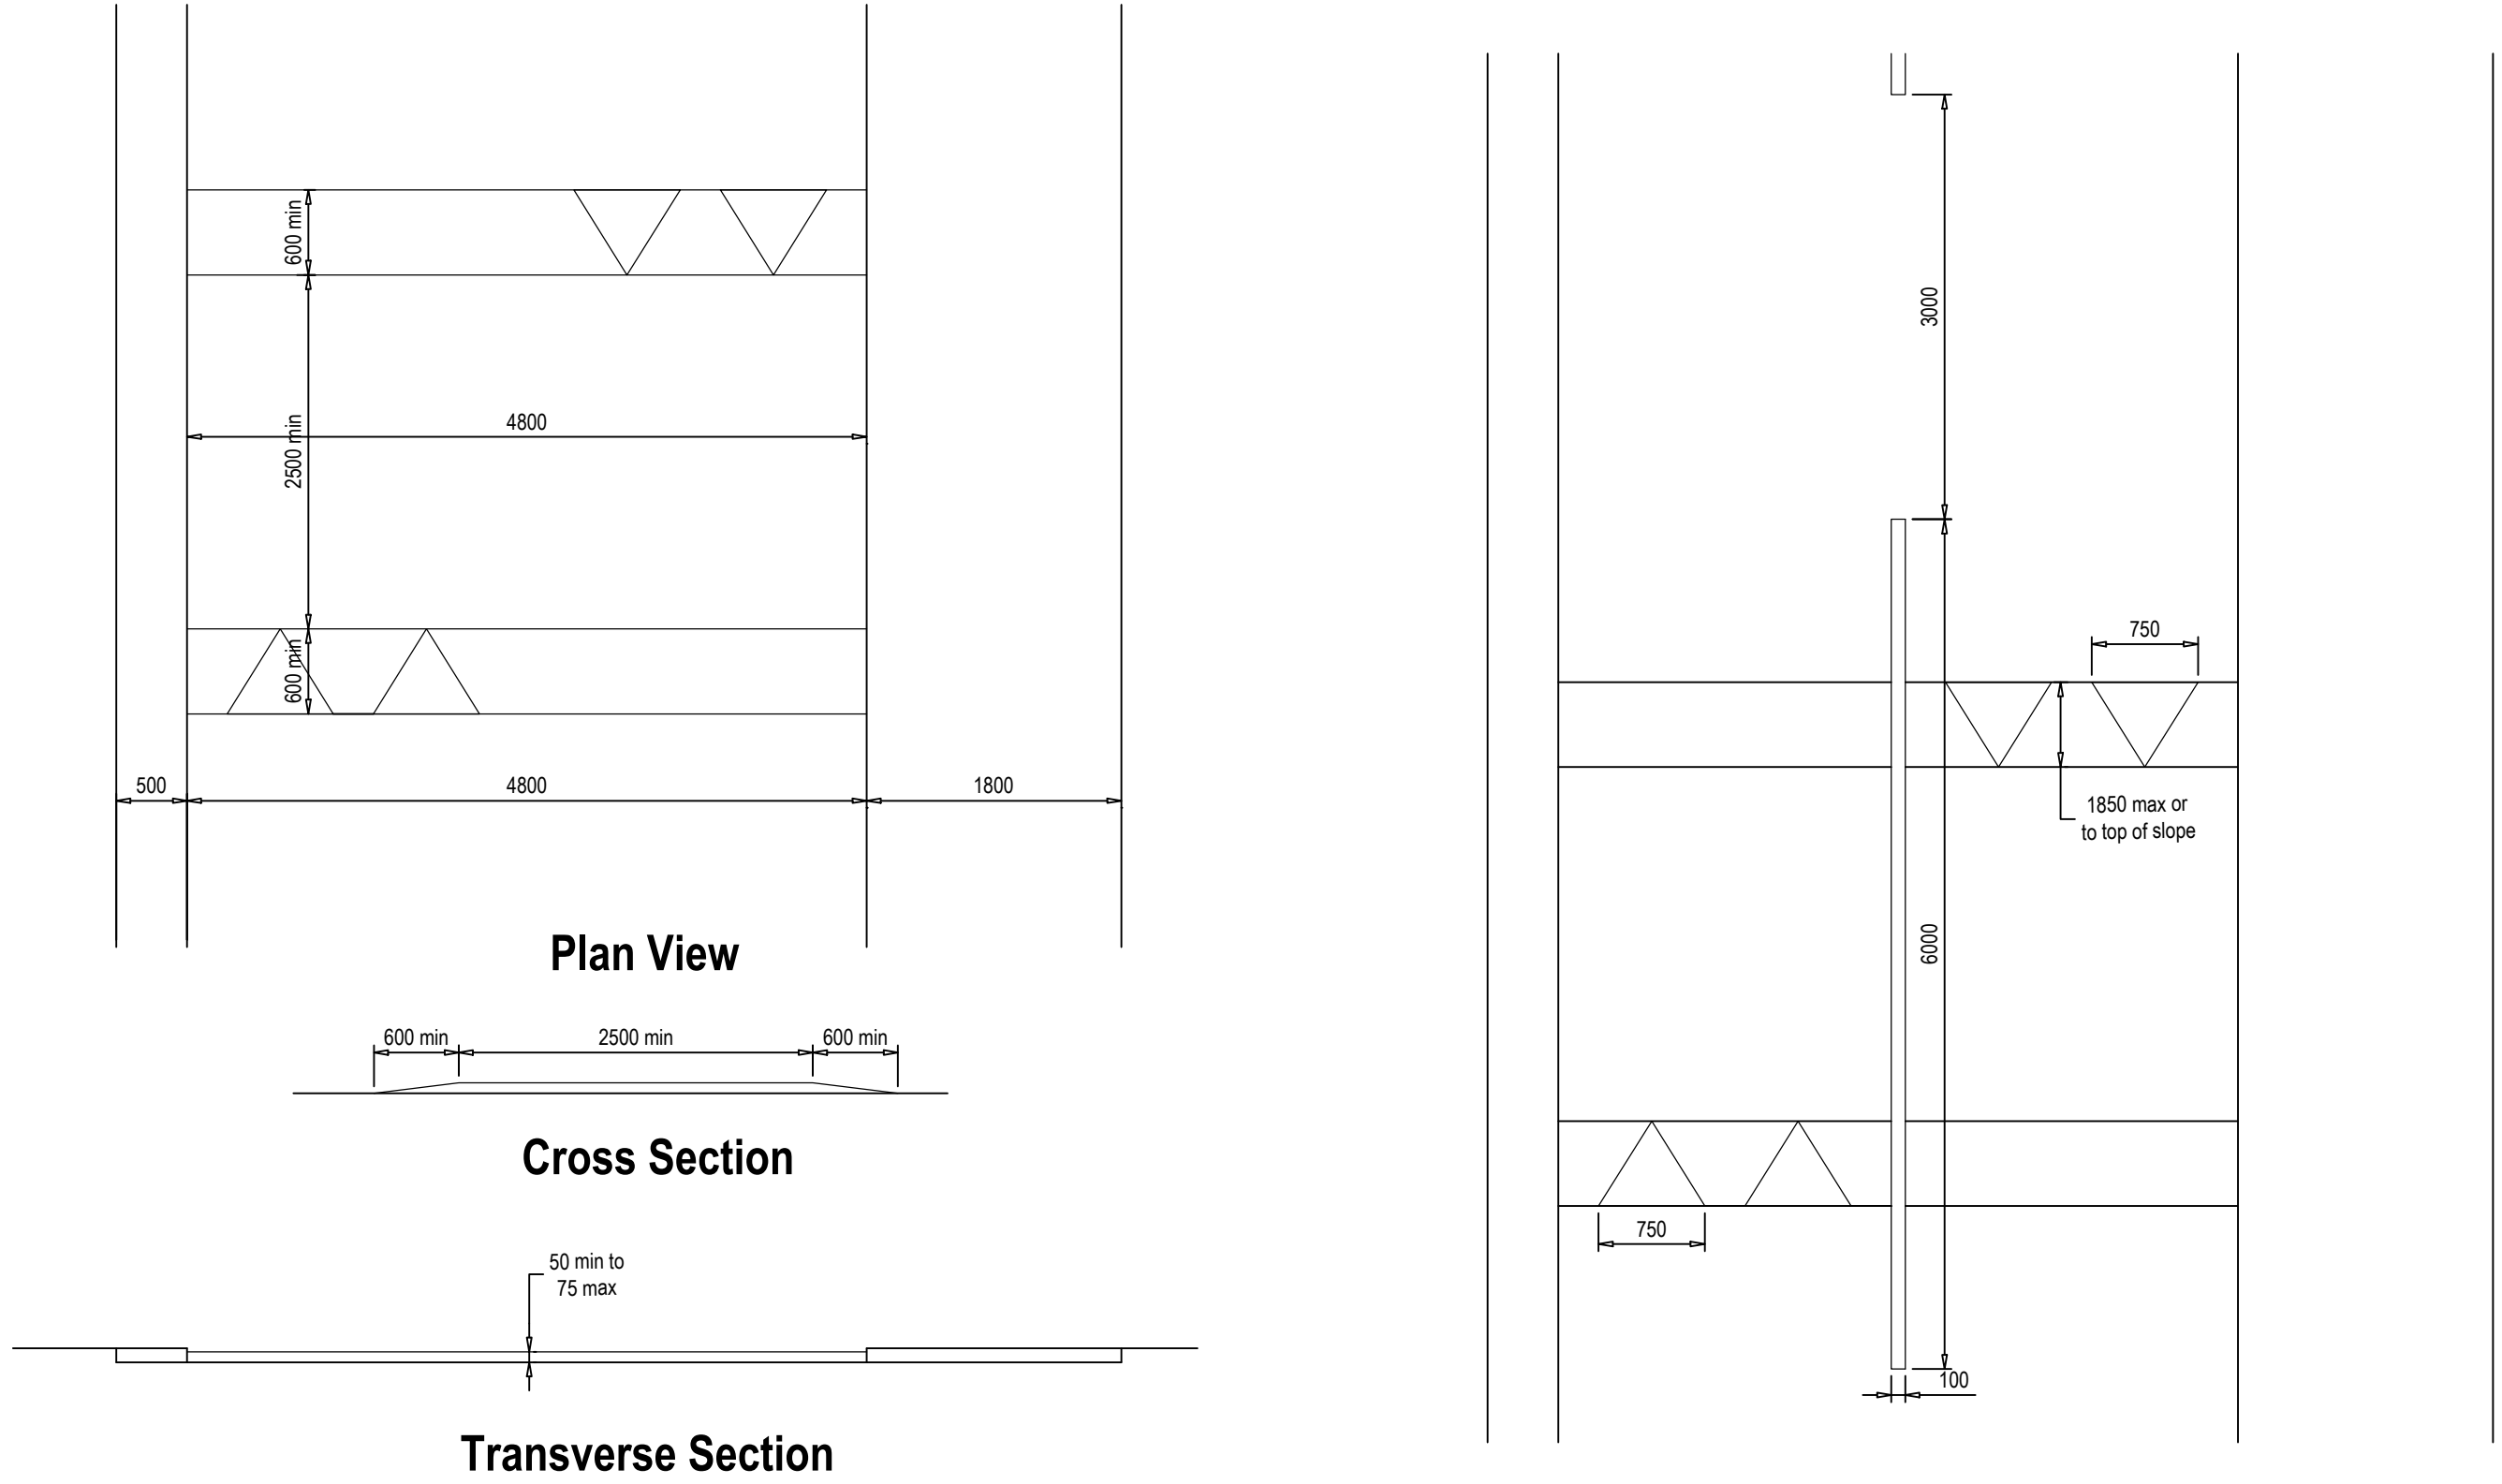 600 min
4800
2500 min
600 min
500
4800
1800
Plan View
600 min
2500 min
600 min
Cross Section
50 min to
75 max
Transverse Section
3000
750
1850 max or
to top of slope
6000
750
100